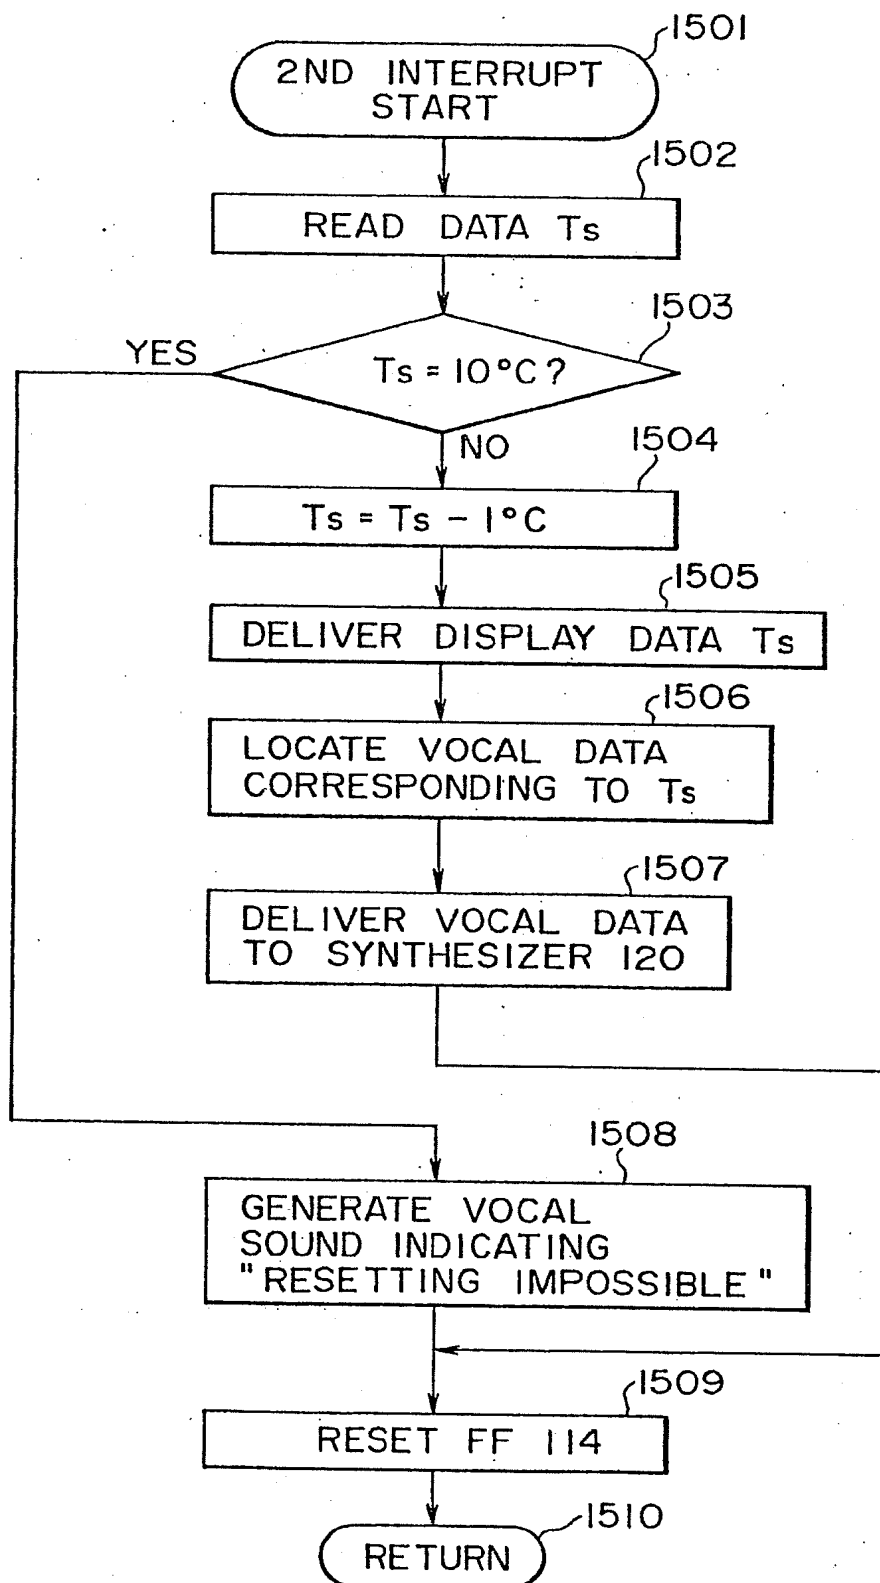 1501
2ND INTERRUPT
START
1502
READ DATA Ts
1503
YES
Ts = 10°C?
NO
1504
Ts = Ts - 1°C
1505
DELIVER DISPLAY DATA Ts
1506
LOCATE VOCAL DATA
CORRESPONDING TO Ts
1507
DELIVER VOCAL DATA
TO SYNTHESIZER 120
1508
GENERATE VOCAL
SOUND INDICATING
"RESETTING IMPOSSIBLE"
1509
RESET FF 114
1510
RETURN